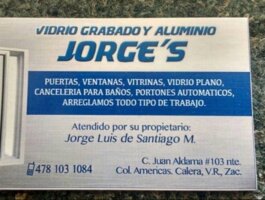 VIDRIO GRABADO Y ALUMINIO
JORGE'S
PUERTAS, VENTANAS, VITRINAS, VIDRIO PLANO,
CANCELERIA PARA BAÑOS, PORTONES AUTOMATICOS,
ARREGLAMOS TODO TIPO DE TRABAJO.
Atendido por su propietario:
Jorge Luis de Santiago M.
478 103 1084
C. Juan Aldama #103 nte.
Col. Americas. Calera, V.R., Zac.